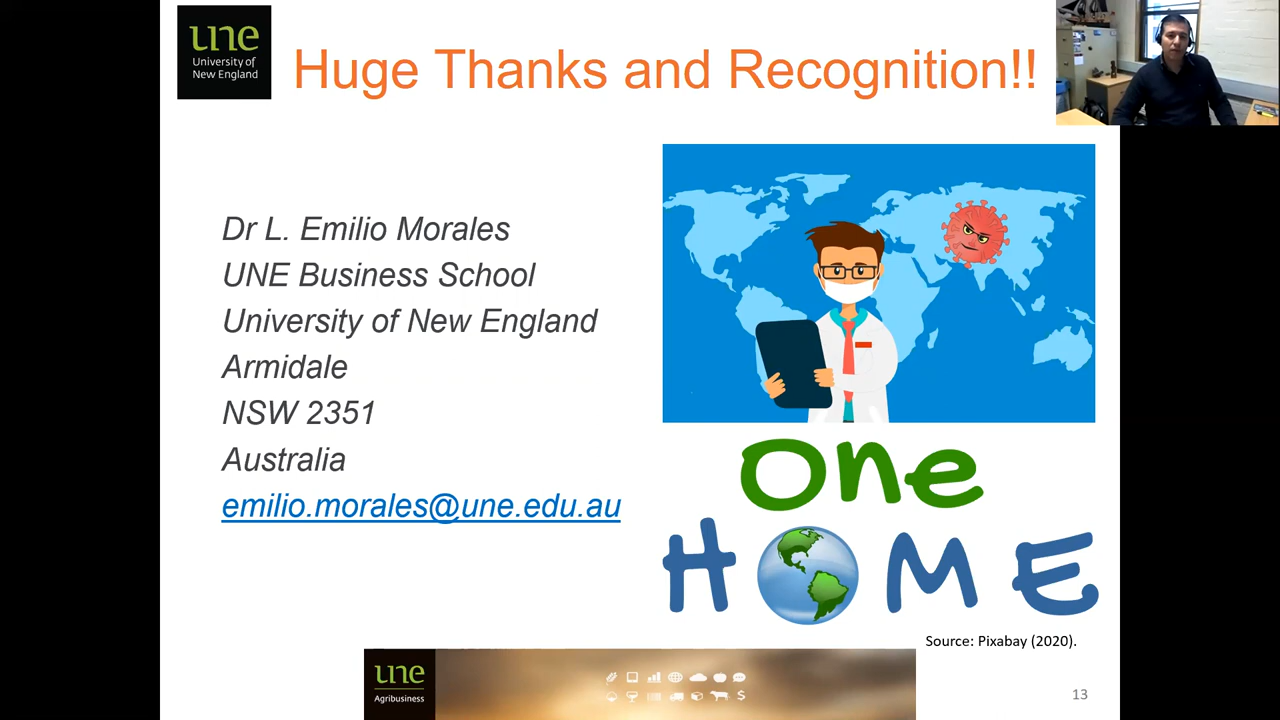 une
University of
New England
Huge Thanks and Recognition!!
Dr L. Emilio Morales
UNE Business School
University of New England
Armidale
NSW 2351
Australia
emilio.morales@une.edu.au
One
HOME
Source: Pixabay (2020).
une
Agribusiness
13